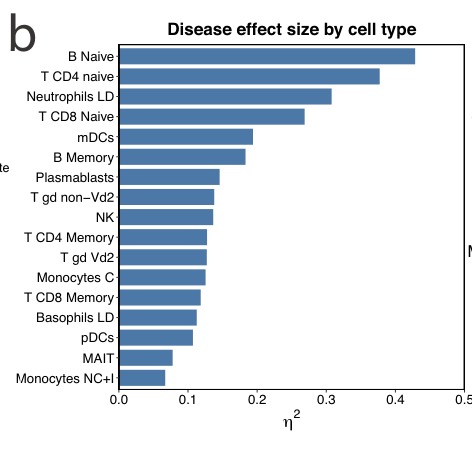 b
Disease effect size by cell type
B Naive
T CD4 naive
Neutrophils LD
T CD8 Naive
mDCs
B Memory
te
Plasmablasts
T gd non−Vd2
NK
T CD4 Memory
T gd Vd2
M
Monocytes C
T CD8 Memory
Basophils LD
pDCs
MAIT
Monocytes NC+I
0.0 0.1 0.2 0.3 0.4 0.5
η²